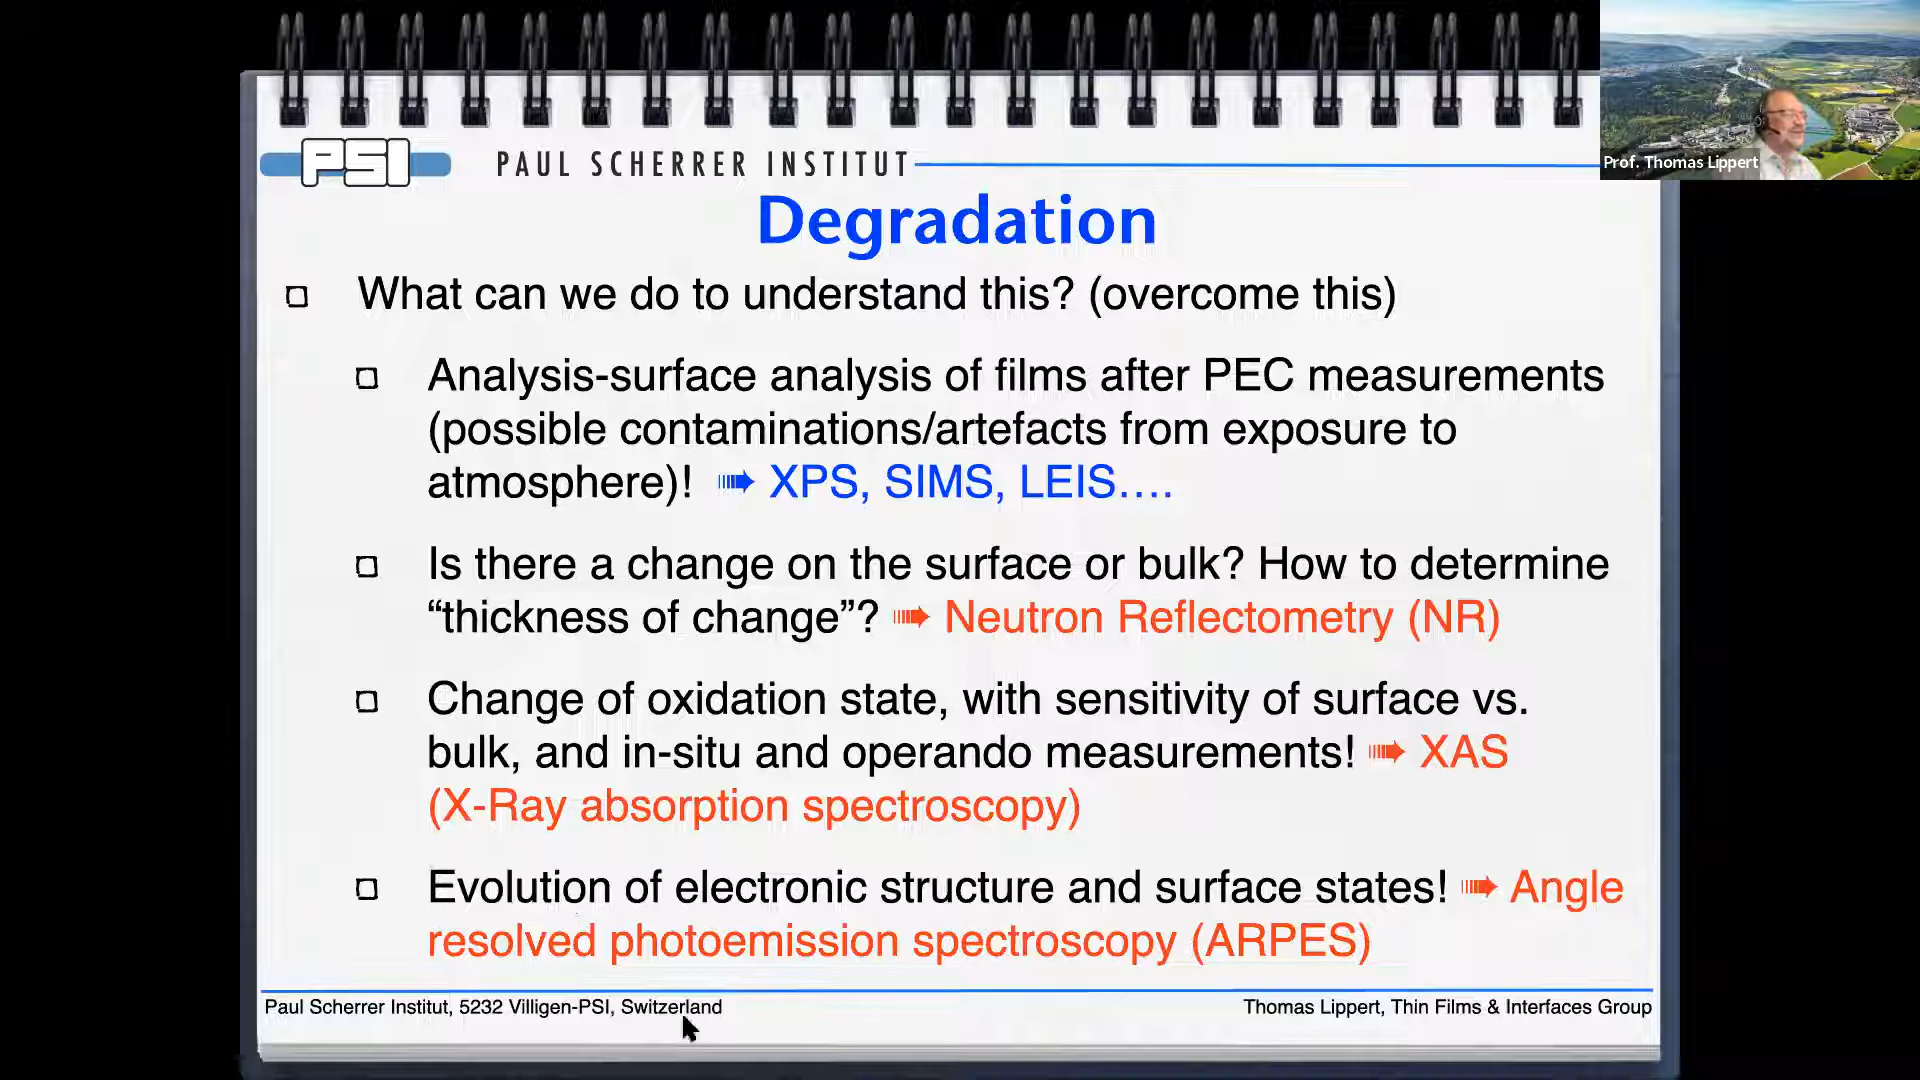 Prof. Thomas Lippert
PSI
PAUL SCHERRER INSTITUT
Degradation
What can we do to understand this? (overcome this)
Analysis-surface analysis of films after PEC measurements
(possible contaminations/artefacts from exposure to
atmosphere)! ➠ XPS, SIMS, LEIS….
Is there a change on the surface or bulk? How to determine
“thickness of change”? ➠ Neutron Reflectometry (NR)
Change of oxidation state, with sensitivity of surface vs.
bulk, and in-situ and operando measurements! ➠ XAS
(X-Ray absorption spectroscopy)
Evolution of electronic structure and surface states! ➠ Angle
resolved photoemission spectroscopy (ARPES)
Paul Scherrer Institut, 5232 Villigen-PSI, Switzerland
Thomas Lippert, Thin Films & Interfaces Group